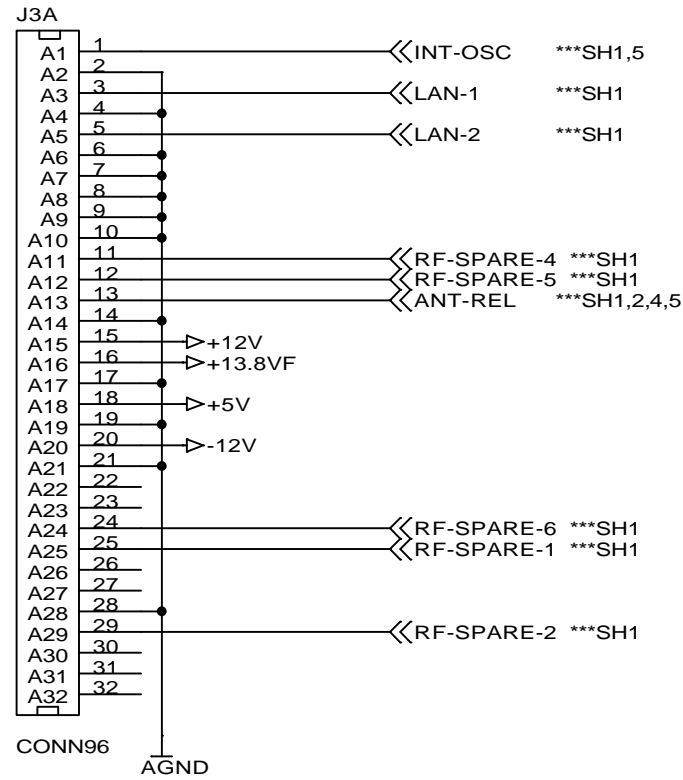 J3A
A1 1 INT-OSC ***SH1,5
A2 2
A3 3 LAN-1 ***SH1
A4 4
A5 5 LAN-2 ***SH1
A6 6
A7 7
A8 8
A9 9
A10 10
A11 11 RF-SPARE-4 ***SH1
A12 12 RF-SPARE-5 ***SH1
A13 13 ANT-REL ***SH1,2,4,5
A14 14
A15 15 +12V
A16 16 +13.8VF
A17 17
A18 18 +5V
A19 19
A20 20 -12V
A21 21
A22 22
A23 23
A24 24 RF-SPARE-6 ***SH1
A25 25 RF-SPARE-1 ***SH1
A26 26
A27 27
A28 28
A29 29 RF-SPARE-2 ***SH1
A30 30
A31 31
A32 32
CONN96
AGND